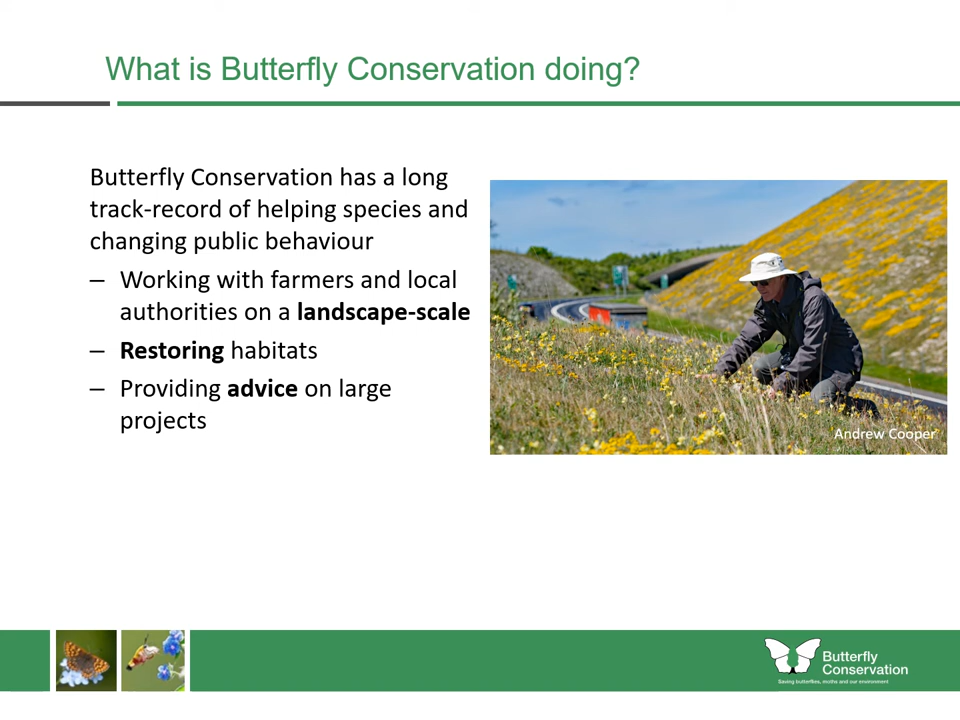 What is Butterfly Conservation doing?
Butterfly Conservation has a long
track-record of helping species and
changing public behaviour
– Working with farmers and local
authorities on a landscape-scale
– Restoring habitats
– Providing advice on large
projects
Andrew Cooper
Butterfly
Conservation
Saving butterflies, moths and our environment